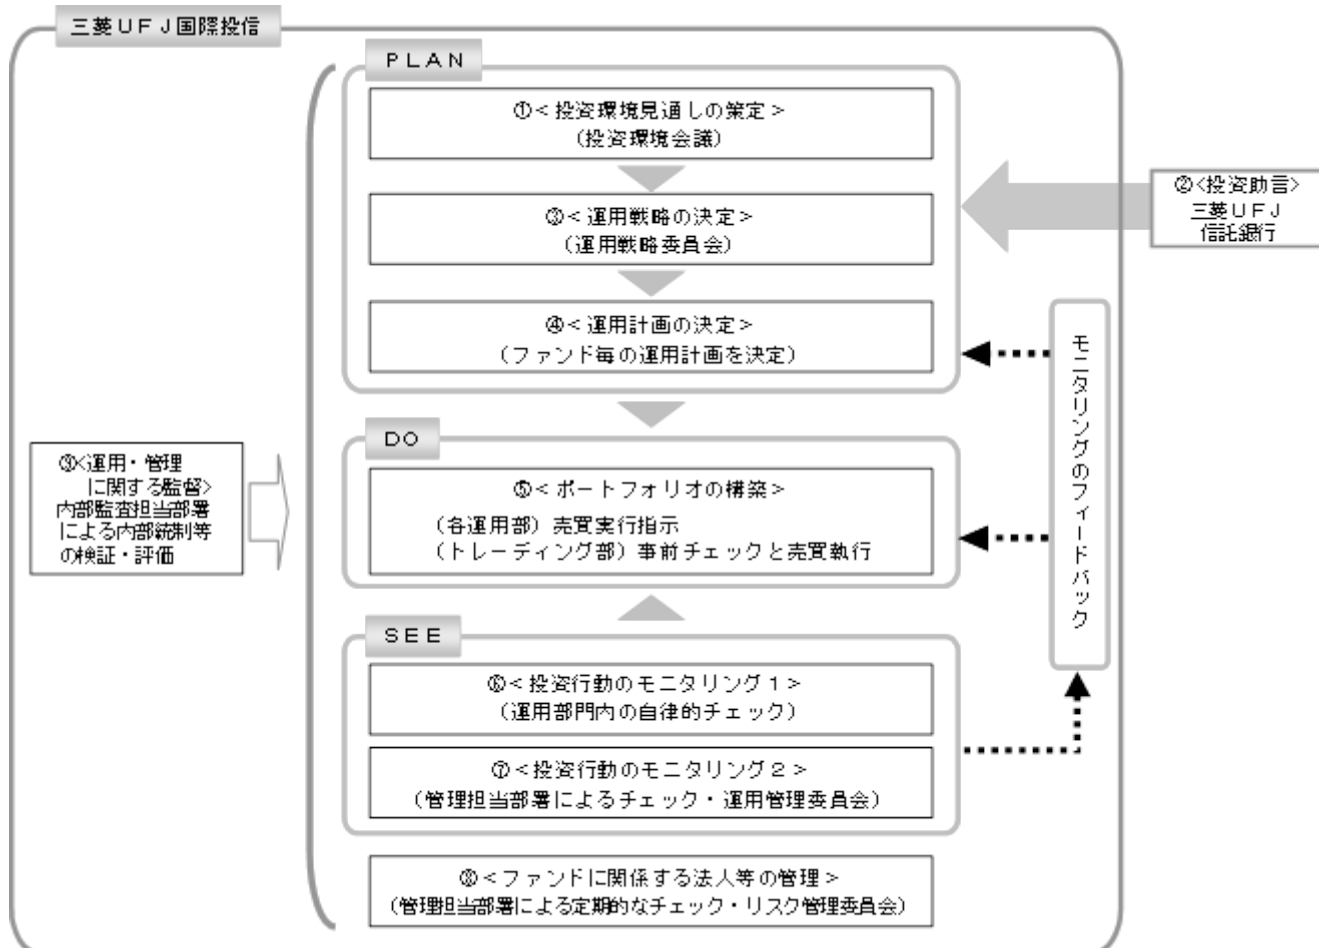 三菱ＵＦＪ国際投信
ＰＬＡＮ
①＜投資環境見通しの策定＞
（投資環境会議）
②＜投資助言＞
三菱ＵＦＪ
信託銀行
③＜運用戦略の決定＞
（運用戦略委員会）
④＜運用計画の決定＞
（ファンド毎の運用計画を決定）
モニタリングのフィードバック
ＤＯ
⑤＜ポートフォリオの構築＞
（各運用部）売買実行指示
（トレーディング部）事前チェックと売買執行
⑨＜運用・管理
に関する監督＞
内部監査担当部署
による内部統制等
の検証・評価
ＳＥＥ
⑥＜投資行動のモニタリング１＞
（運用部門内の自律的チェック）
⑦＜投資行動のモニタリング２＞
（管理担当部署によるチェック・運用管理委員会）
⑧＜ファンドに関係する法人等の管理＞
（管理担当部署による定期的なチェック・リスク管理委員会）